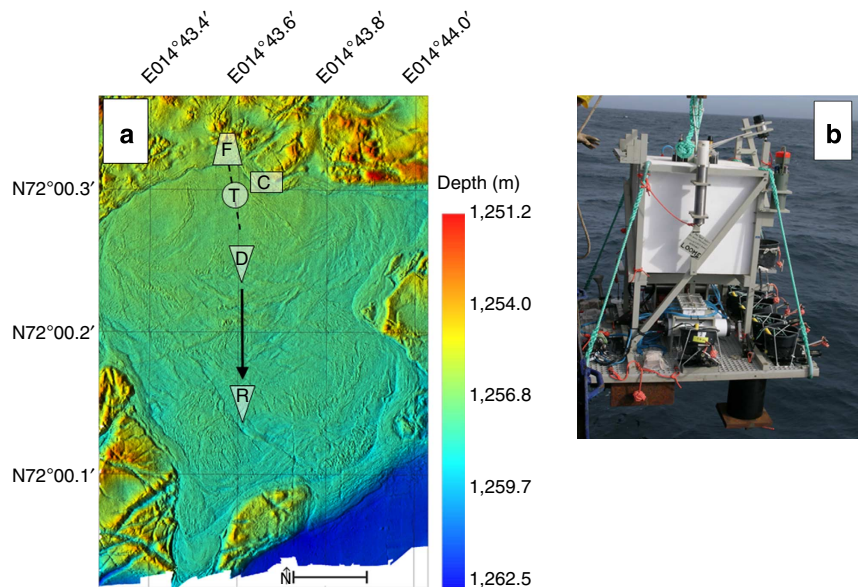 E014°43.4′
E014°43.6′
E014°43.8′
E014°44.0′
a
F
C
T
D
R
N72°00.3′
N72°00.2′
N72°00.1′
N
Depth (m)
1,251.2
1,254.0
1,256.8
1,259.7
1,262.5
b
LOOME